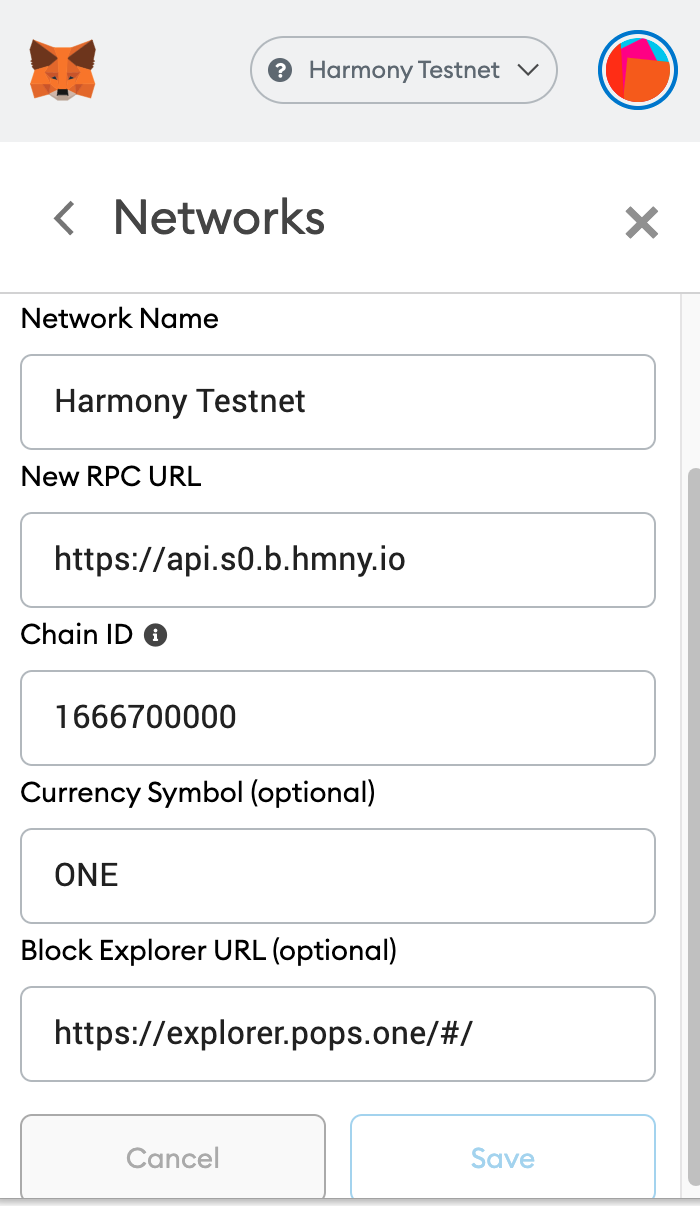 Harmony Testnet
Networks
Network Name
Harmony Testnet
New RPC URL
https://api.s0.b.hmny.io
Chain ID
1666700000
Currency Symbol (optional)
ONE
Block Explorer URL (optional)
https://explorer.pops.one/#/
Cancel
Save